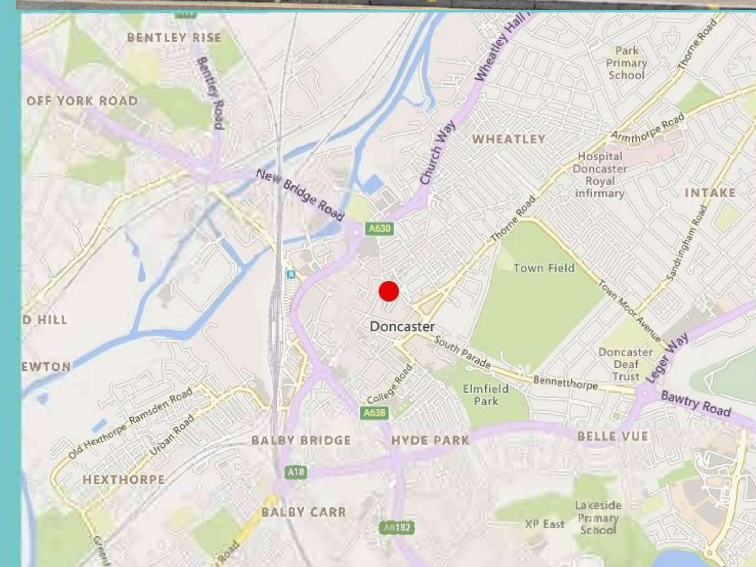 BENTLEY RISE
Bentley Road
Wheatley Hall
Thorne Road
Park
Primary
School
OFF YORK ROAD
WHEATLEY
Armthorpe Road
Church Way
Hospital
Doncaster
Royal
infirmary
INTAKE
New Bridge Road
Thorne Road
Sandringham Road
A630
Town Field
Town Moor Avenue
D HILL
Doncaster
South Parade
Doncaster
Deaf
Trust
Leger Way
EWTON
College Road
Bennetthorpe
Elmfield
Park
Bawtry Road
Old Hexthorpe-Ramsden Road
Urban Road
A638
BALBY BRIDGE
HYDE PARK
BELLE VUE
HEXTHORPE
A18
BALBY CARR
Lakeside
Primary
School
XP East
A6182
Road